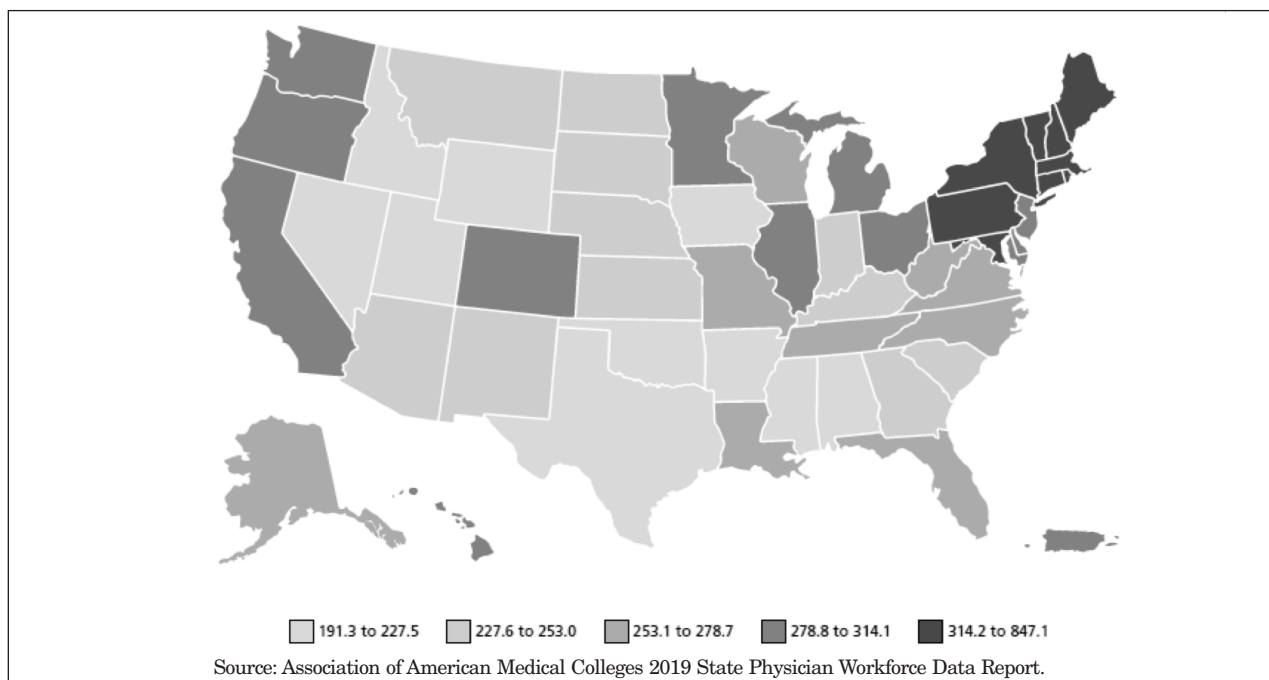 191.3 to 227.5 227.6 to 253.0 253.1 to 278.7 278.8 to 314.1 314.2 to 847.1
Source: Association of American Medical Colleges 2019 State Physician Workforce Data Report.